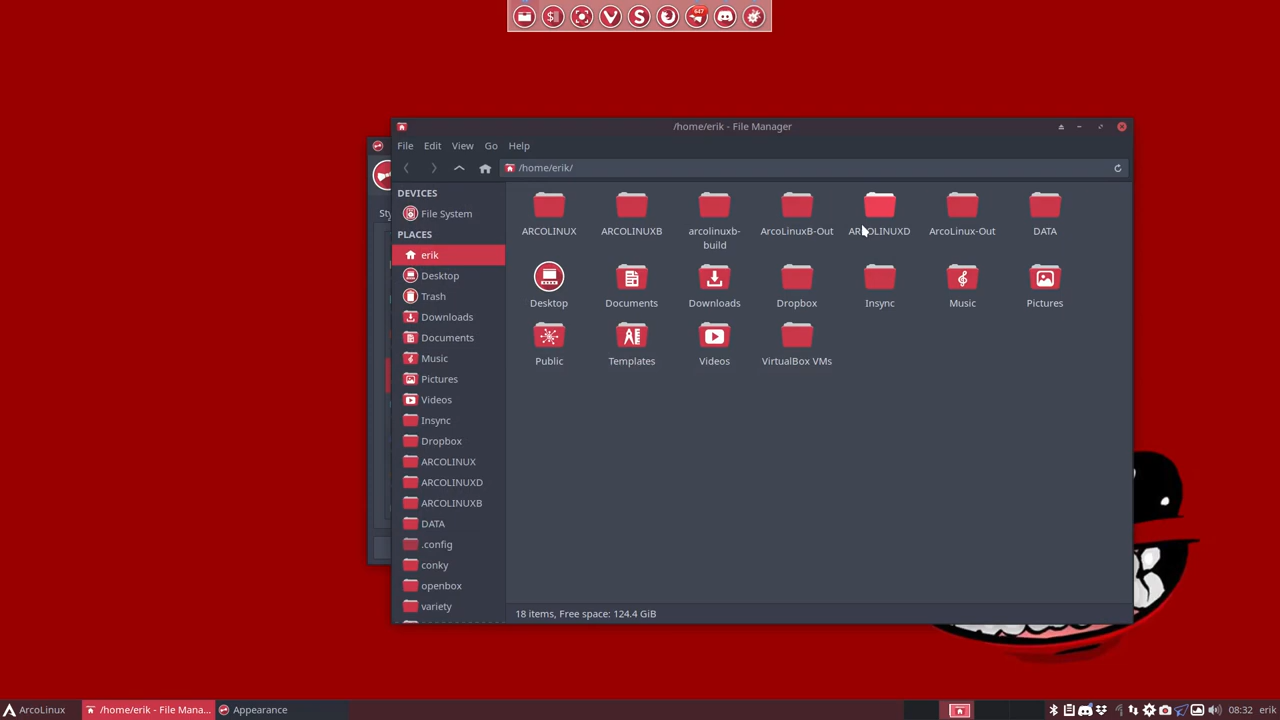 647
/home/erik - File Manager
File Edit View Go Help
/home/erik/
Sty
DEVICES
File System
PLACES
erik
Desktop
Trash
Downloads
Documents
Music
Pictures
Videos
Insync
Dropbox
ARCOLINUX
ARCOLINUXD
ARCOLINUXB
DATA
.config
conky
openbox
variety
ARCOLINUX ARCOLINUXB arcolinuxb- ArcoLinuxB-Out ARCOLINUXD ArcoLinux-Out DATA
build
Desktop Documents Downloads Dropbox Insync Music Pictures
Public Templates Videos VirtualBox VMs
18 items, Free space: 124.4 GiB
ArcoLinux /home/erik - File Mana... Appearance 08:32 erik